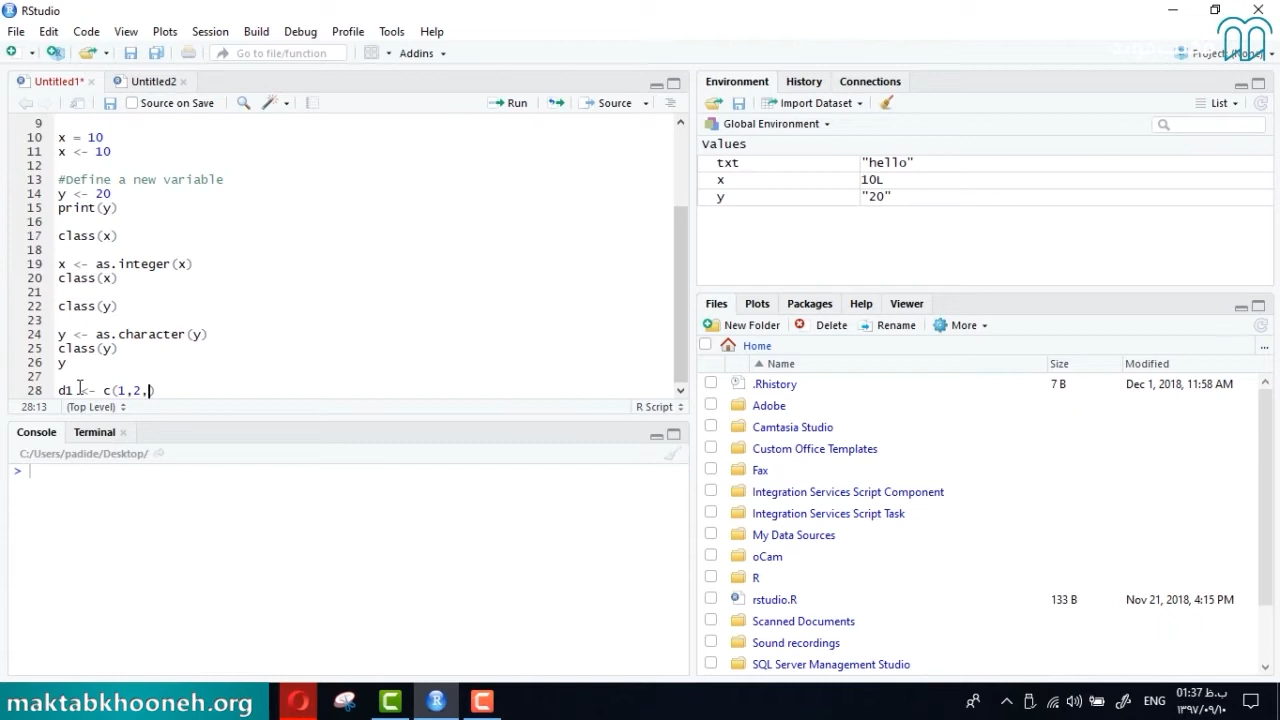 RStudio
File Edit Code View Plots Session Build Debug Profile Tools Help
Go to file/function Addins
Project: (None)
Untitled1* Untitled2
Source on Save Run Source
9
10 x = 10
11 x <- 10
12
13 #Define a new variable
14 y <- 20
15 print(y)
16
17 class(x)
18
19 x <- as.integer(x)
20 class(x)
21
22 class(y)
23
24 y <- as.character(y)
25 class(y)
26 y
27
28 d1 <- c(1,2,)
28:13 (Top Level) R Script
Console Terminal
C:/Users/padide/Desktop/
>
Environment History Connections
Import Dataset List
Global Environment
Values
txt "hello"
x 10L
y "20"
Files Plots Packages Help Viewer
New Folder Delete Rename More
Home ...
Name Size Modified
.Rhistory 7 B Dec 1, 2018, 11:58 AM
Adobe
Camtasia Studio
Custom Office Templates
Fax
Integration Services Script Component
Integration Services Script Task
My Data Sources
oCam
R
rstudio.R 133 B Nov 21, 2018, 4:15 PM
Scanned Documents
Sound recordings
SQL Server Management Studio
maktabkhooneh.org
ENG
01:37 ب.ظ
۱۳۹۷/۰۹/۱۰